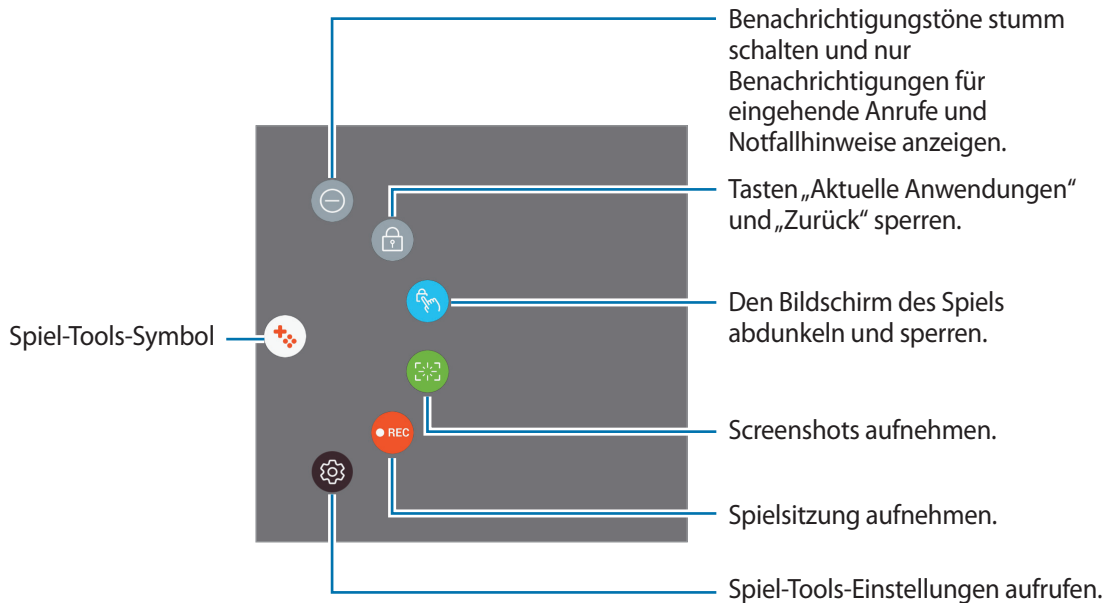 Benachrichtigungstöne stumm
schalten und nur
Benachrichtigungen für
eingehende Anrufe und
Notfallhinweise anzeigen.
Tasten „Aktuelle Anwendungen“
und „Zurück“ sperren.
Den Bildschirm des Spiels
abdunkeln und sperren.
Spiel-Tools-Symbol
Screenshots aufnehmen.
REC
Spielsitzung aufnehmen.
Spiel-Tools-Einstellungen aufrufen.